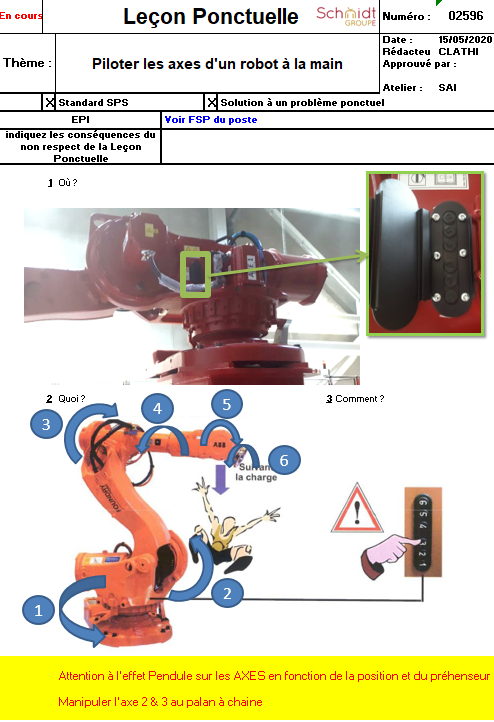 En cours
Leçon Ponctuelle
Schmidt
GROUPE
Numéro : 02596
Thème :
Piloter les axes d'un robot à la main
Date : 15/05/2020
Rédacteu CLATHI
Approuvé par :
Atelier : SAI
X Standard SPS
X Solution à un problème ponctuel
EPI
Voir FSP du poste
indiquez les conséquences du
non respect de la Leçon
Ponctuelle
1 Où ?
2 Quoi ?
3 Comment ?
3
4
5
6
ABB
Suivant
la charge
FOUNDRY
1
2
6
5
4
3
2
1
Attention à l'effet Pendule sur les AXES en fonction de la position et du préhenseur
Manipuler l'axe 2 & 3 au palan à chaine